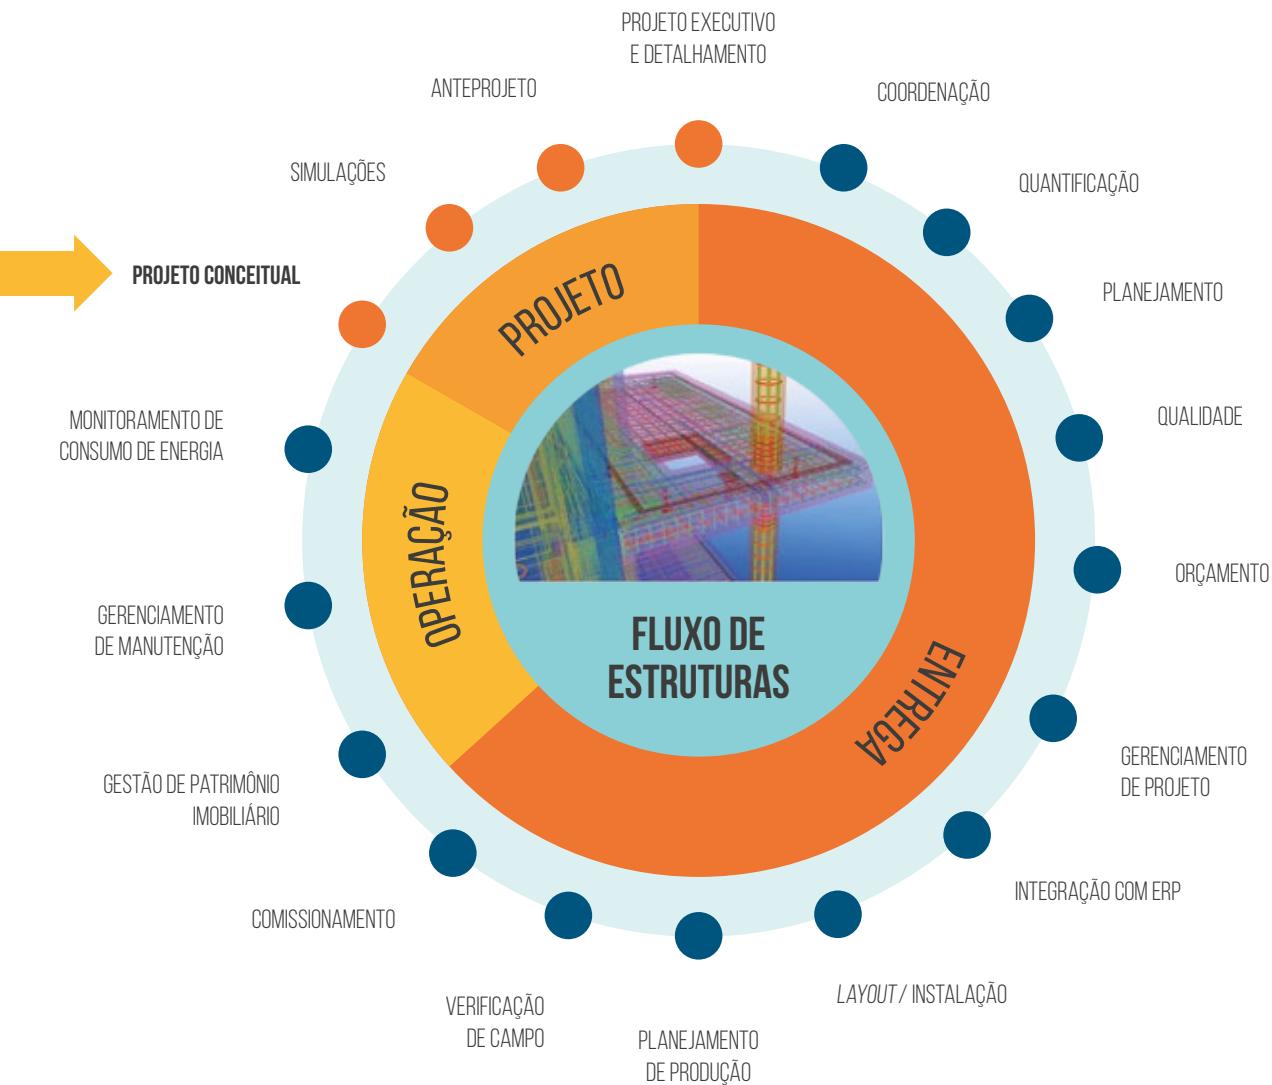 PROJETO EXECUTIVO
E DETALHAMENTO
ANTEPROJETO
COORDENAÇÃO
SIMULAÇÕES
QUANTIFICAÇÃO
PROJETO CONCEITUAL
PLANEJAMENTO
PROJETO
MONITORAMENTO DE
CONSUMO DE ENERGIA
QUALIDADE
OPERAÇÃO
ORÇAMENTO
GERENCIAMENTO
DE MANUTENÇÃO
FLUXO DE
ESTRUTURAS
ENTREGA
GERENCIAMENTO
DE PROJETO
GESTÃO DE PATRIMÔNIO
IMOBILIÁRIO
INTEGRAÇÃO COM ERP
COMISSIONAMENTO
LAYOUT / INSTALAÇÃO
VERIFICAÇÃO
DE CAMPO
PLANEJAMENTO
DE PRODUÇÃO